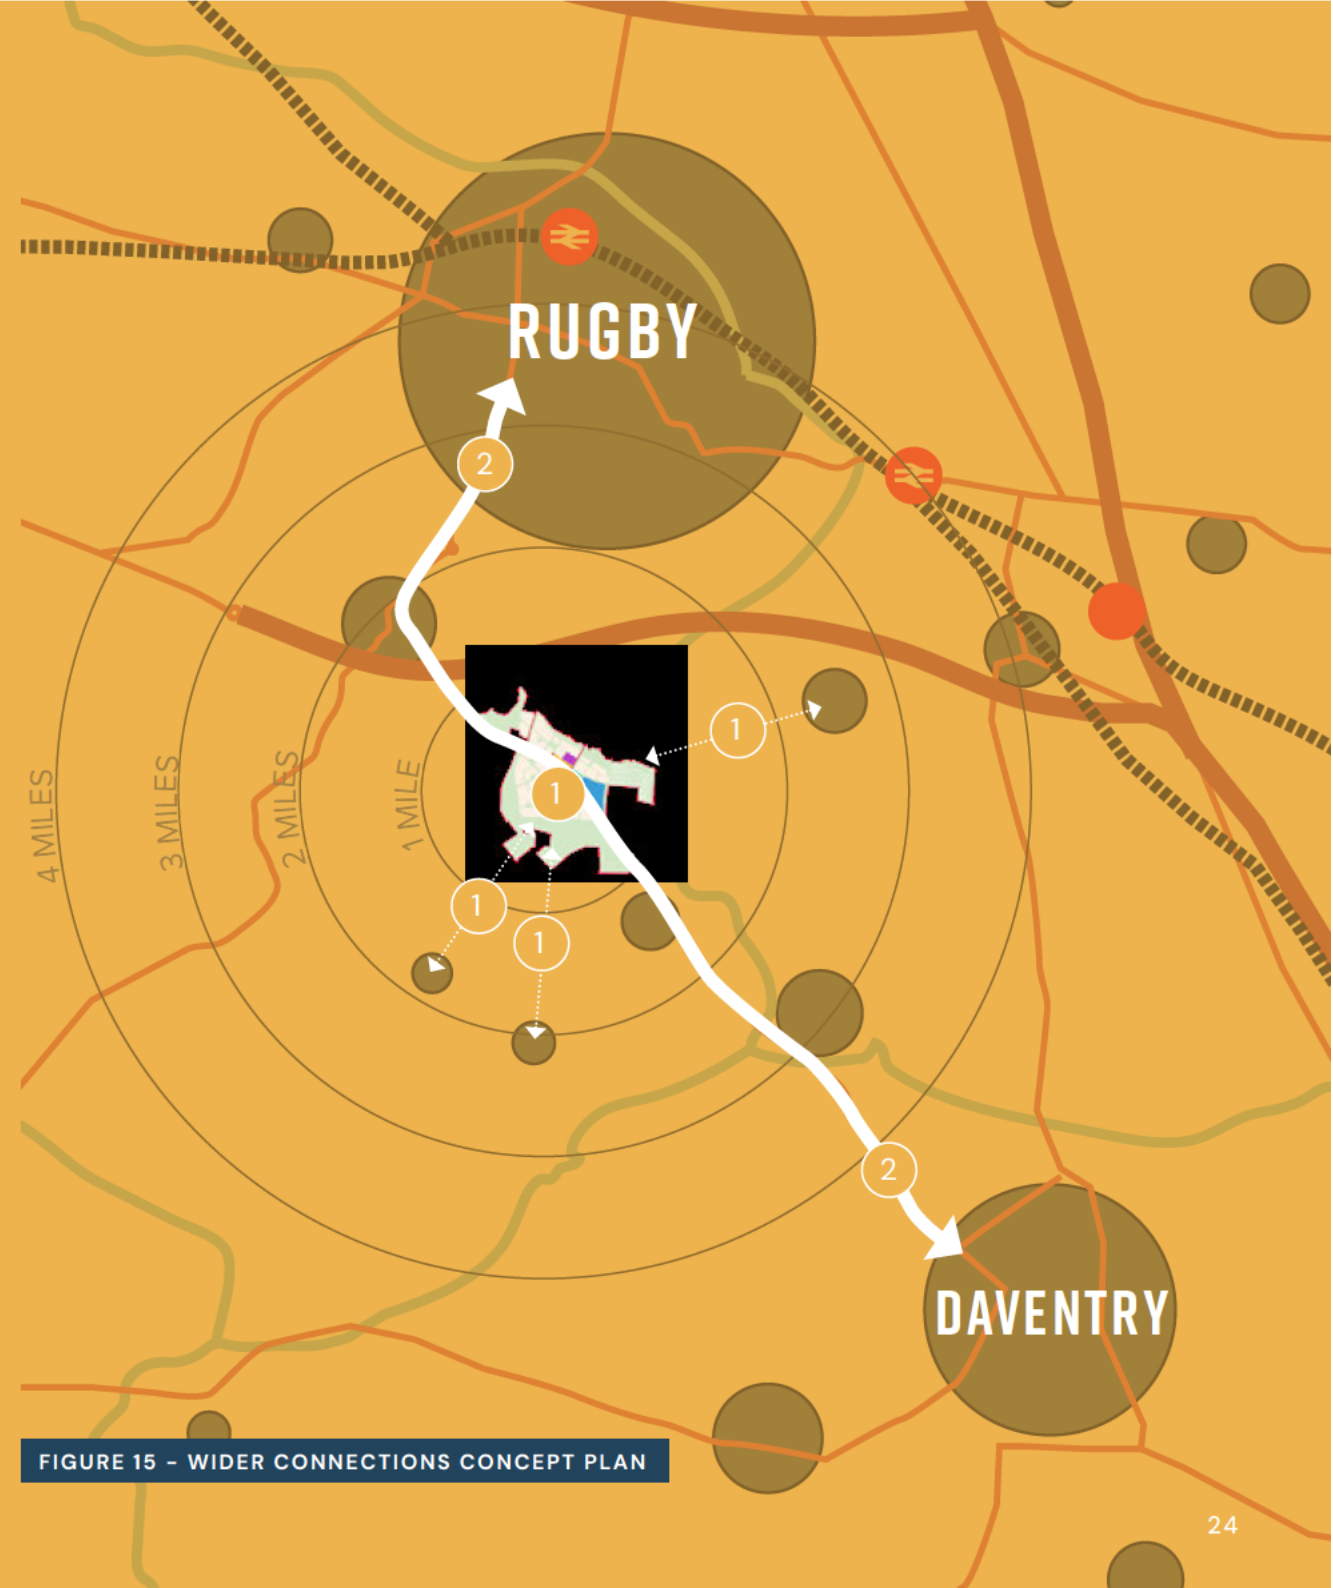 RUGBY
2
1
1
1
1
4 MILES
3 MILES
2 MILES
1 MILE
2
DAVENTRY
FIGURE 15 - WIDER CONNECTIONS CONCEPT PLAN
24